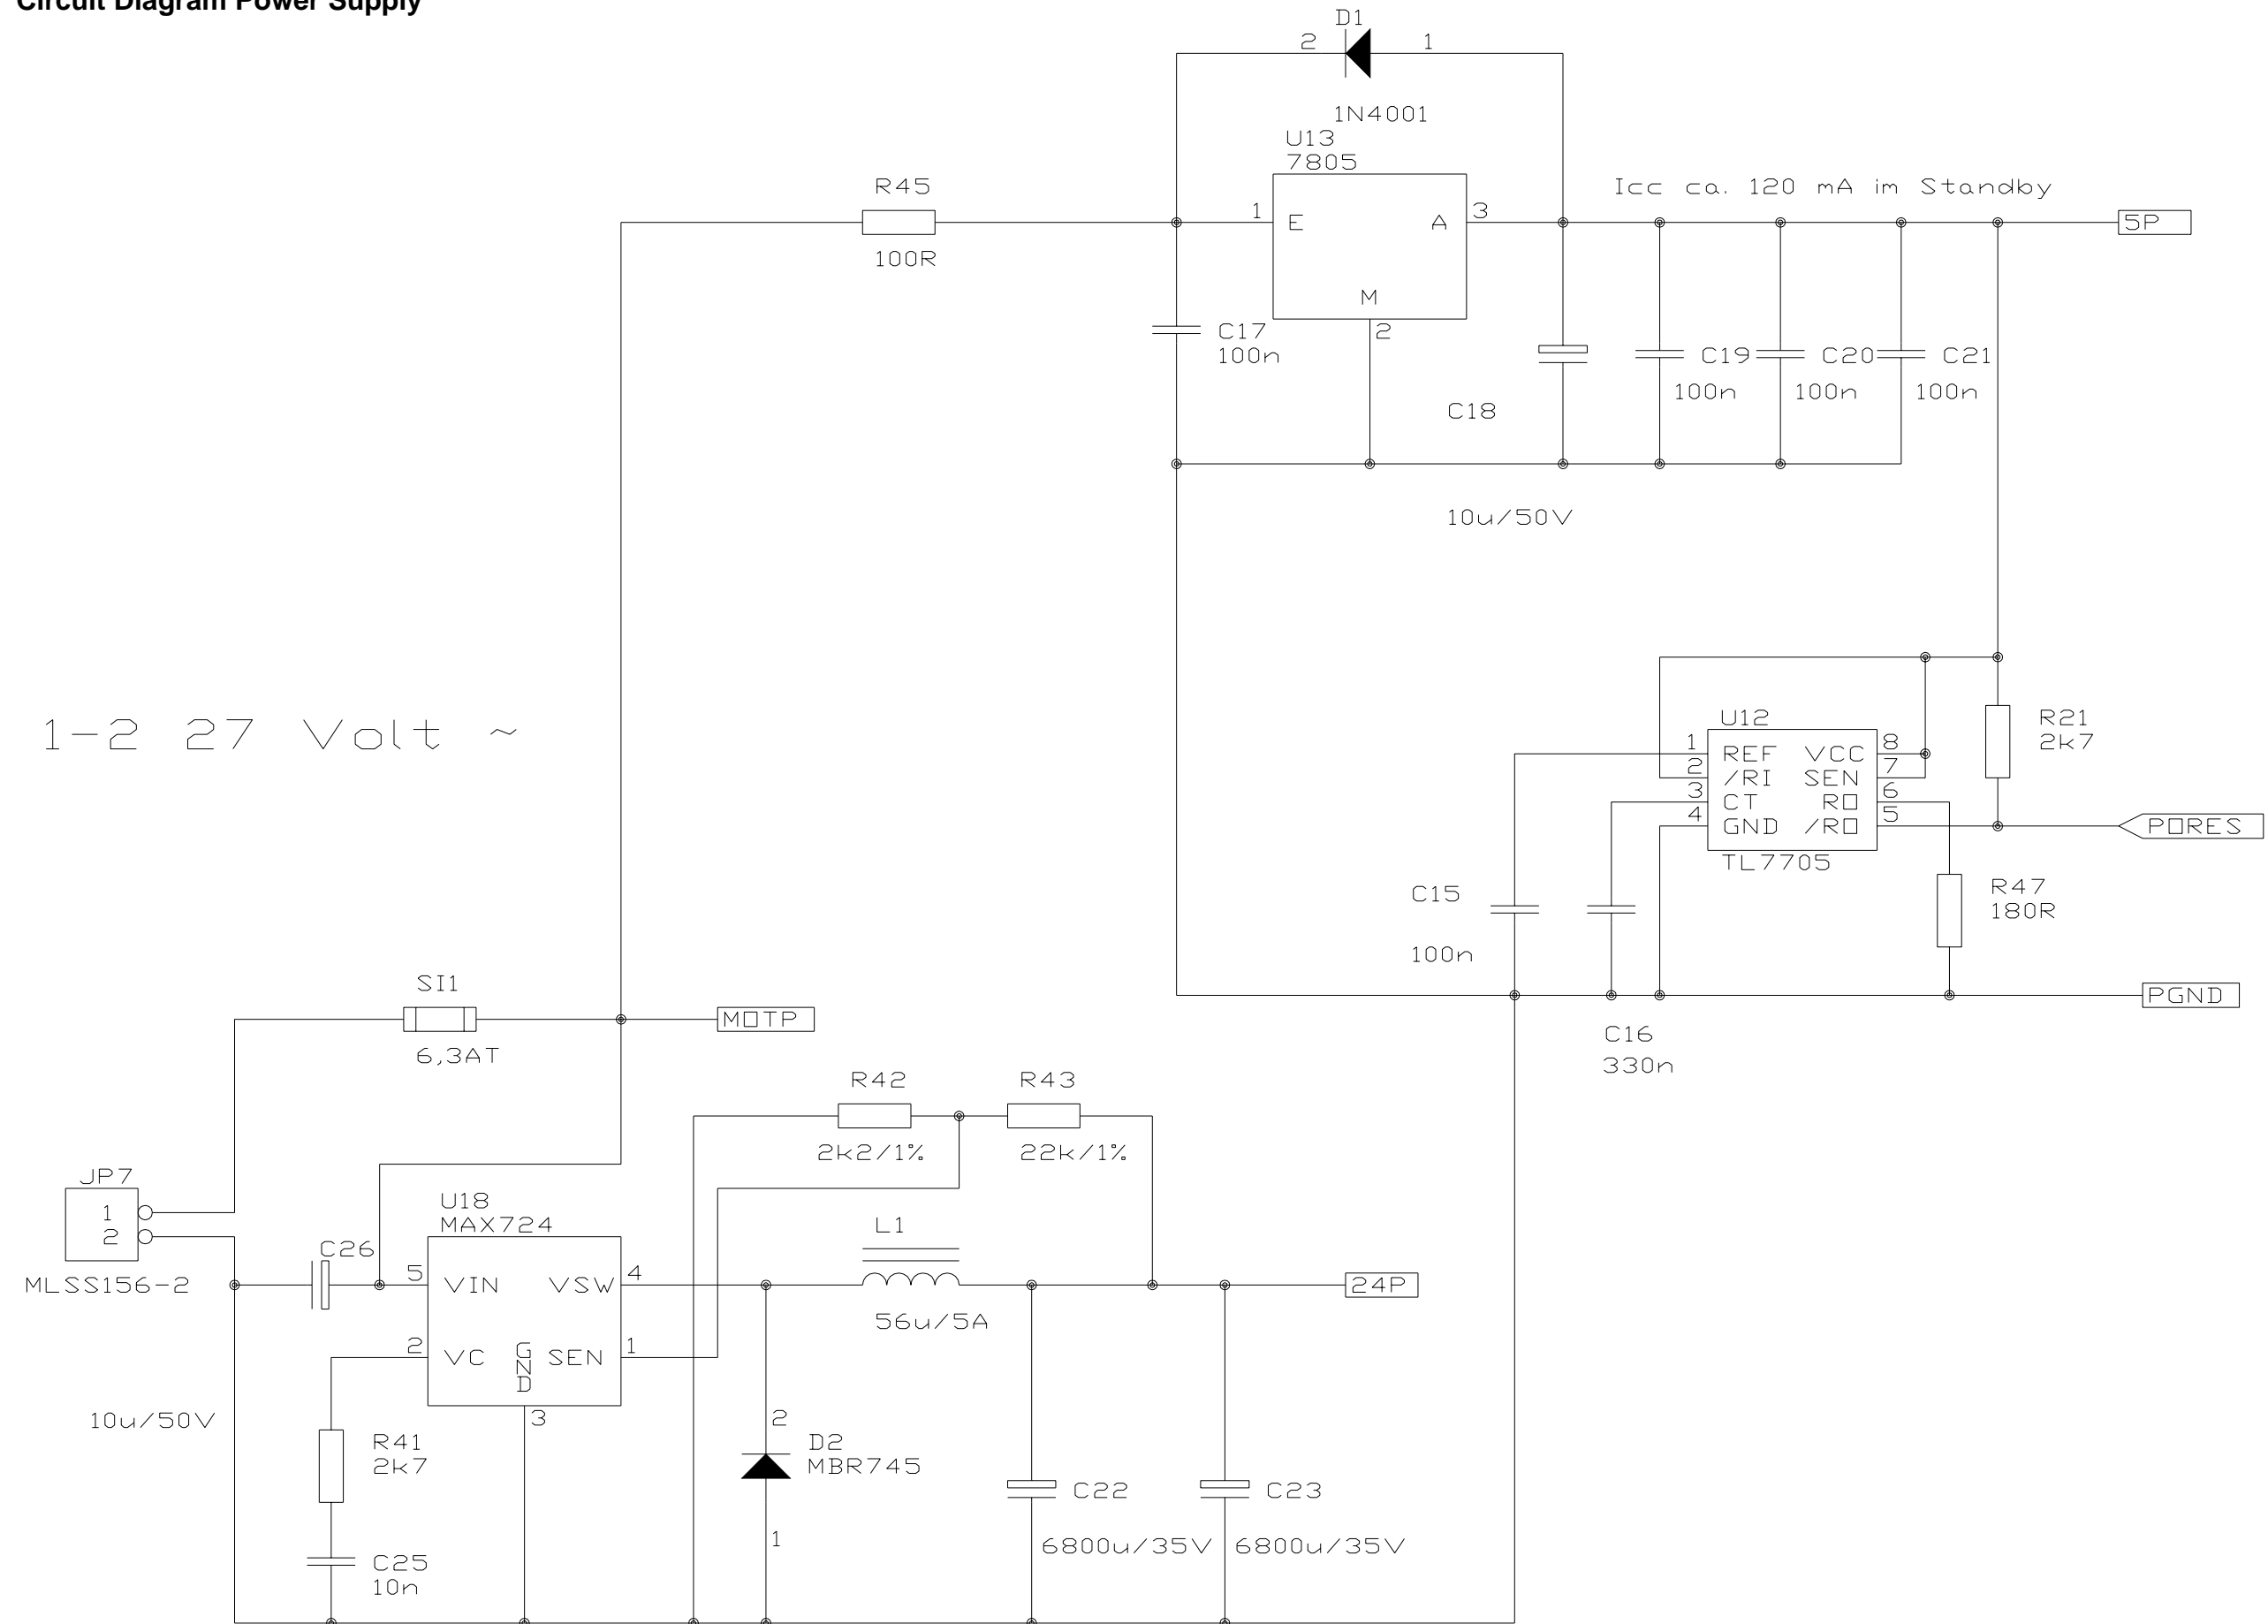 Circuit Diagram Power Supply
D1
2 1
1N4001
U13
7805
R45
100R
1 E A 3
M
2
Icc ca. 120 mA im Standby
5P
C17
100n
C18
10u/50V
C19
100n
C20
100n
C21
100n
1-2 27 Volt ~
U12
1 REF VCC 8
2 /RI SEN 7
3 CT RO 6
4 GND /RO 5
TL7705
R21
2k7
PORES
R47
180R
C15
100n
PGND
C16
330n
SI1
6,3AT
MOTP
R42
2k2/1%
R43
22k/1%
JP7
1
2
MLSS156-2
C26
10u/50V
U18
MAX724
5 VIN VSW 4
2 VC GND SEN 1
3
L1
56u/5A
24P
R41
2k7
C25
10n
2
D2
MBR745
1
C22
6800u/35V
C23
6800u/35V